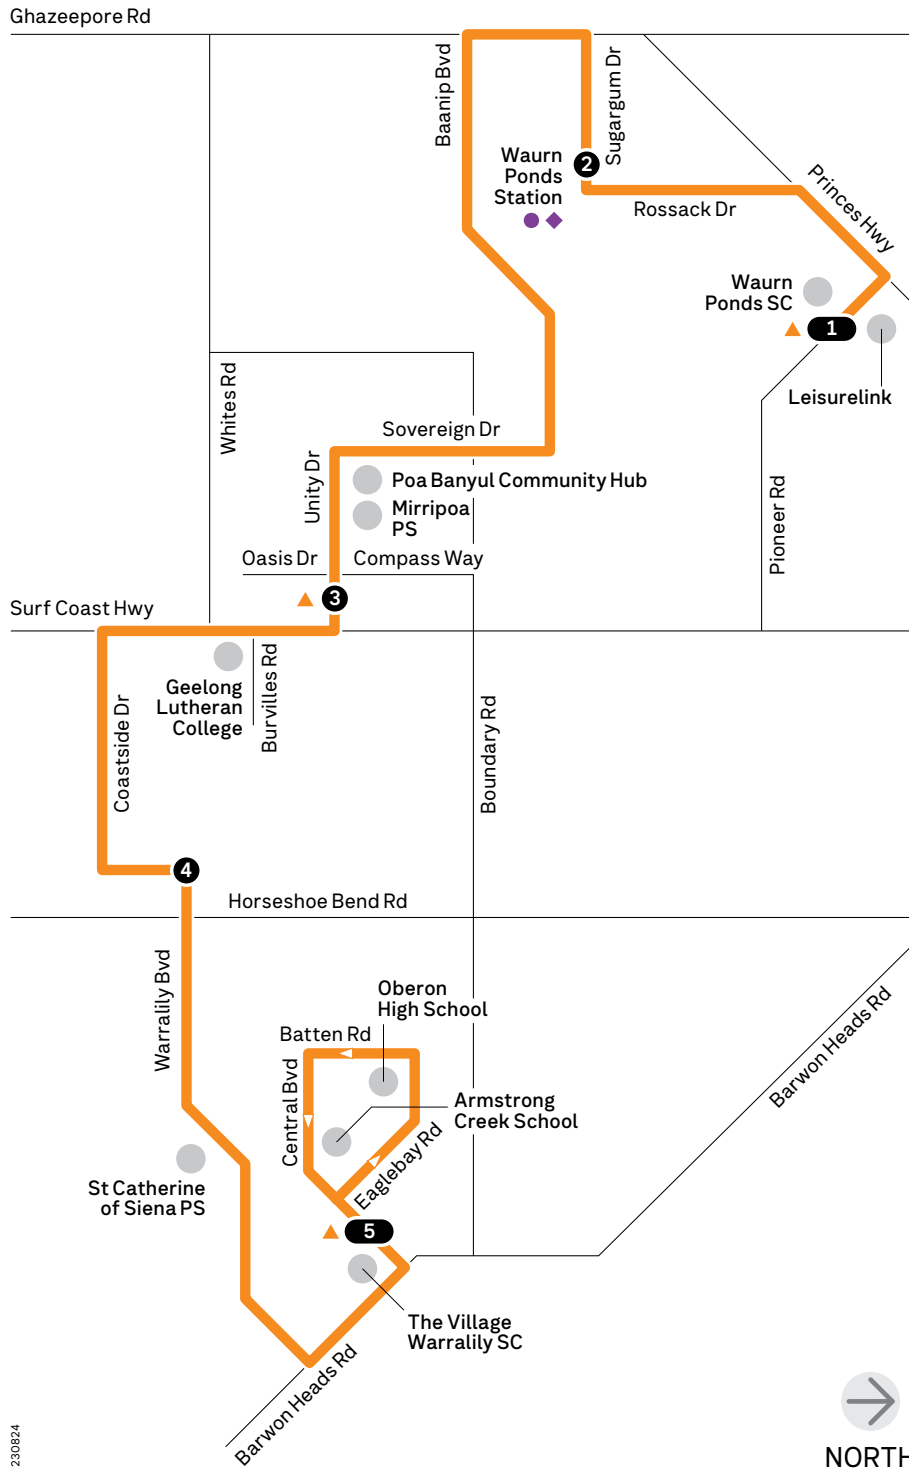 Ghazeepore Rd
Baanip Bvd
Sugargum Dr
Waurn
Ponds
Station
2
Rossack Dr
Princes Hwy
Waurn
Ponds SC
1
Leisurelink
Whites Rd
Sovereign Dr
Unity Dr
Poa Banyul Community Hub
Mirripoa
PS
Pioneer Rd
Oasis Dr
Compass Way
3
Surf Coast Hwy
Geelong
Lutheran
College
Burvilles Rd
Coastside Dr
Boundary Rd
4
Horseshoe Bend Rd
Warralily Bvd
Oberon
High School
Batten Rd
Central Bvd
Armstrong
Creek School
Eaglebay Rd
Barwon Heads Rd
St Catherine
of Siena PS
5
The Village
Warralily SC
Barwon Heads Rd
230824
NORTH